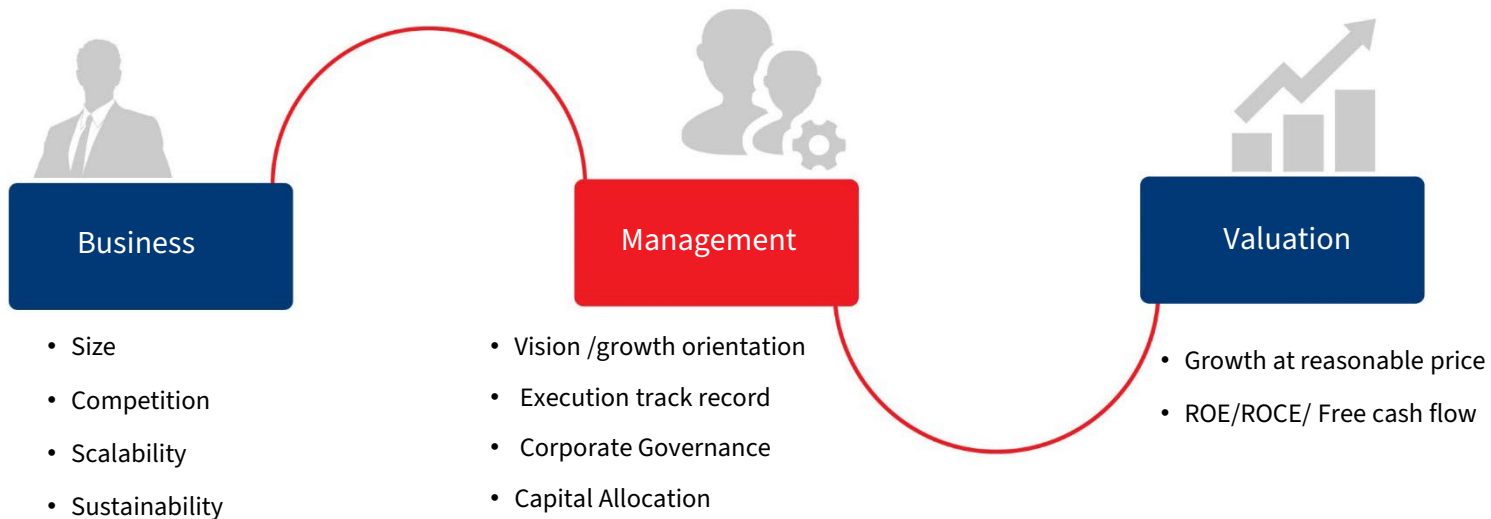 Business
• Size
• Competition
• Scalability
• Sustainability
Management
• Vision /growth orientation
• Execution track record
• Corporate Governance
• Capital Allocation
Valuation
• Growth at reasonable price
• ROE/ROCE/ Free cash flow